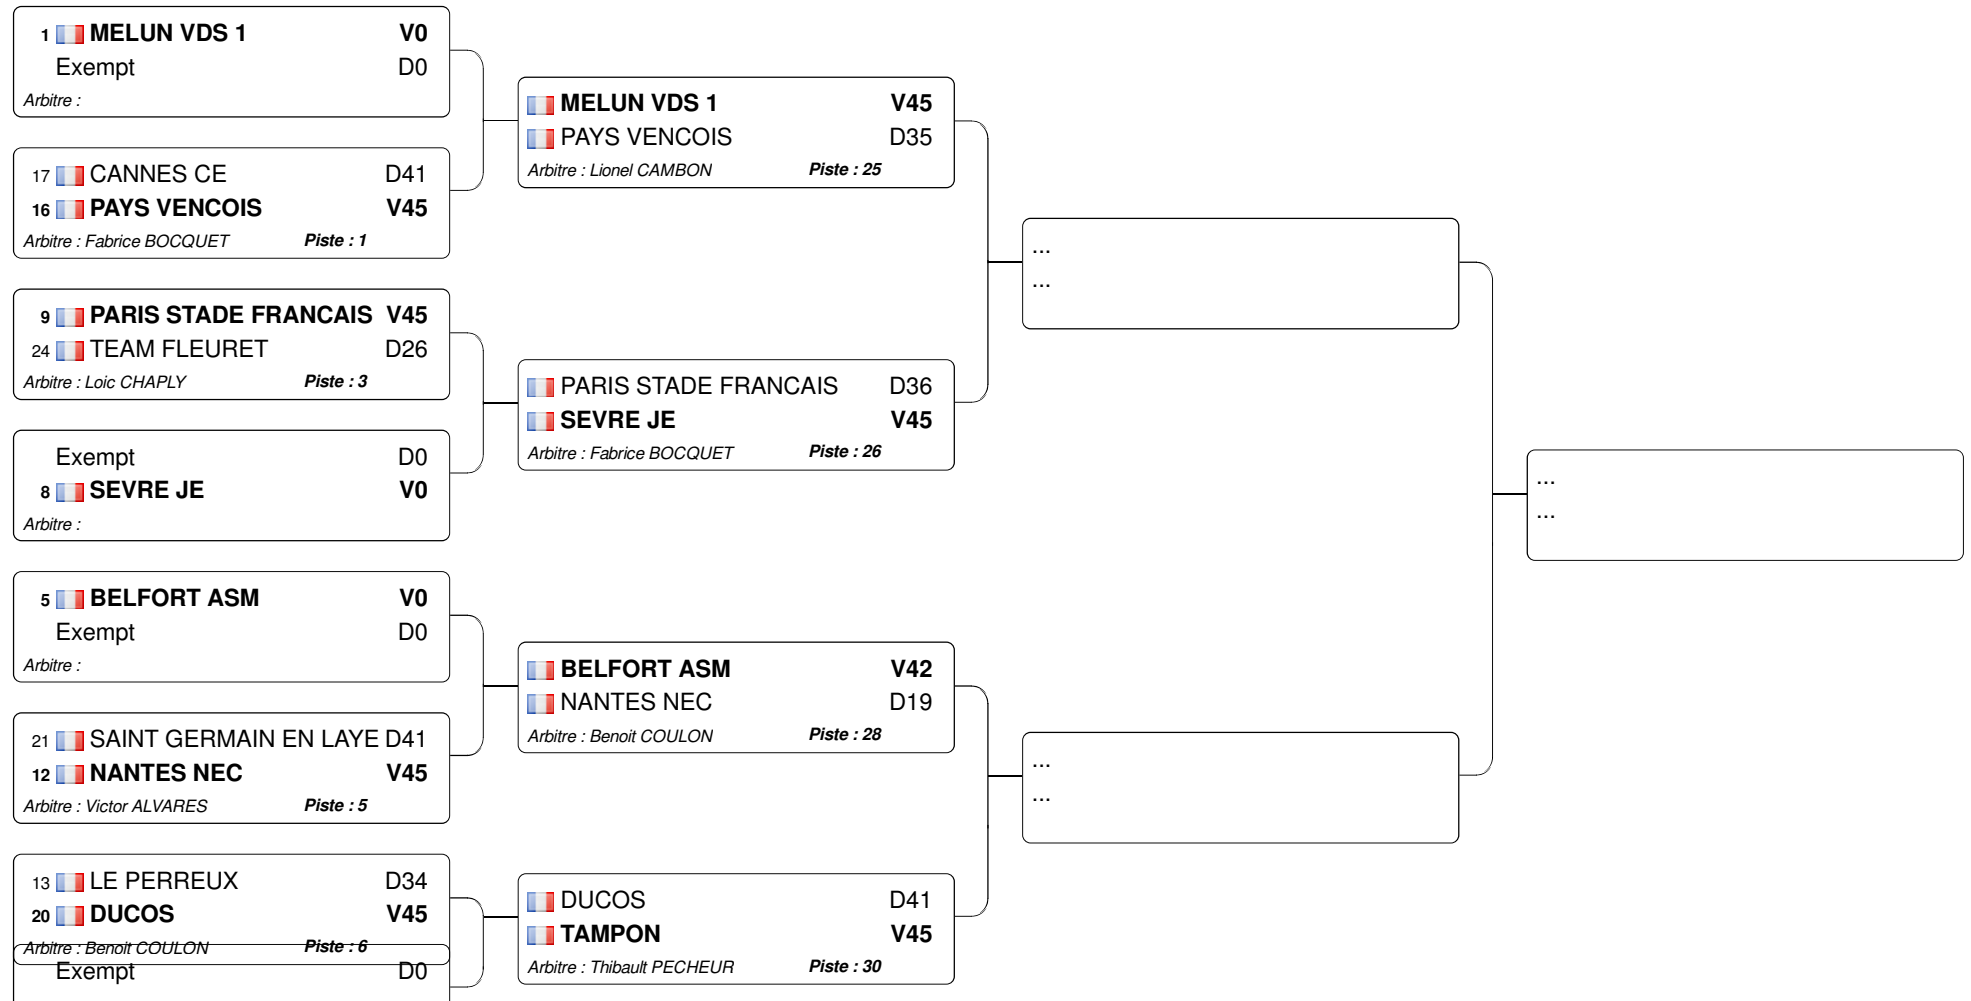 1 MELUN VDS 1 V0
Exempt D0
Arbitre :
17 CANNES CE D41
16 PAYS VENCOIS V45
Arbitre : Fabrice BOCQUET Piste : 1
9 PARIS STADE FRANCAIS V45
24 TEAM FLEURET D26
Arbitre : Loic CHAPLY Piste : 3
Exempt D0
8 SEVRE JE V0
Arbitre :
5 BELFORT ASM V0
Exempt D0
Arbitre :
21 SAINT GERMAIN EN LAYE D41
12 NANTES NEC V45
Arbitre : Victor ALVARES Piste : 5
13 LE PERREUX D34
20 DUCOS V45
Arbitre : Benoit COULON Piste : 6
Exempt D0
MELUN VDS 1 V45
PAYS VENCOIS D35
Arbitre : Lionel CAMBON Piste : 25
PARIS STADE FRANCAIS D36
SEVRE JE V45
Arbitre : Fabrice BOCQUET Piste : 26
BELFORT ASM V42
NANTES NEC D19
Arbitre : Benoit COULON Piste : 28
DUCOS D41
TAMPON V45
Arbitre : Thibault PECHEUR Piste : 30
...
...
...
...
...
...